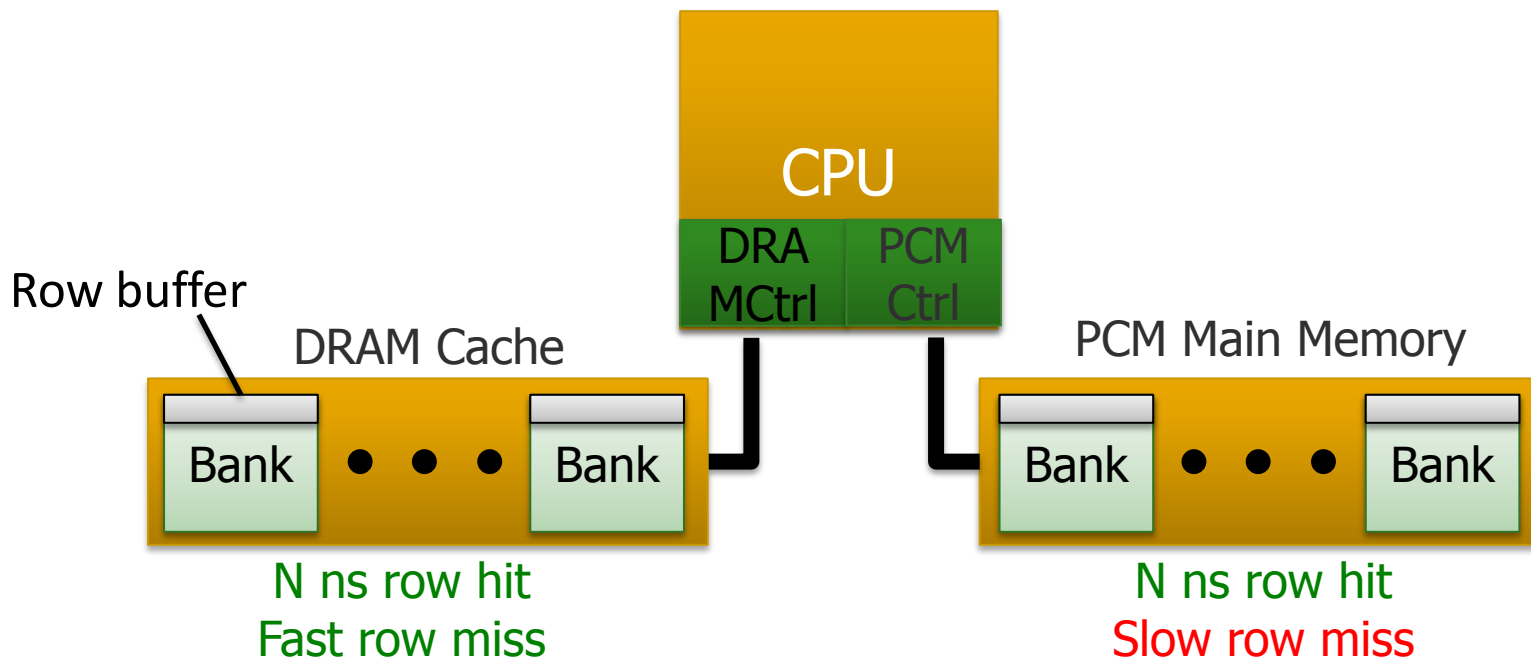 CPU
DRA
MCtrl
PCM
Ctrl
Row buffer
DRAM Cache
PCM Main Memory
Bank
Bank
Bank
Bank
N ns row hit
Fast row miss
N ns row hit
Slow row miss